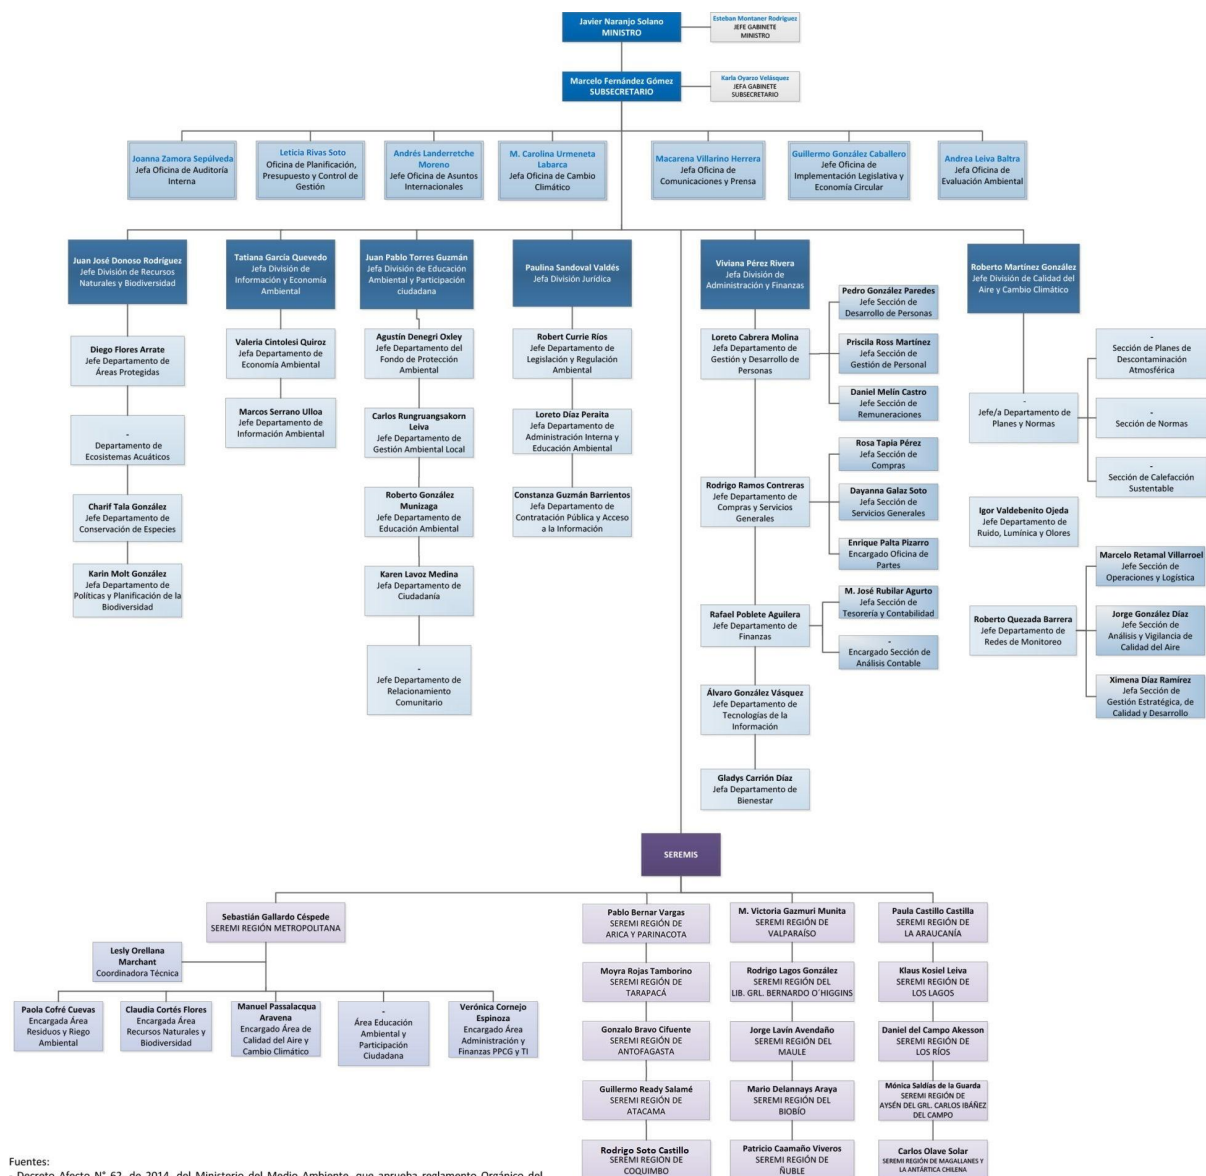 Javier Naranjo Solano
MINISTRO
Esteban Montaner Rodríguez
JEFE GABINETE
MINISTRO
Marcelo Fernández Gómez
SUBSECRETARIO
Karla Oyarzo Velásquez
JEFA GABINETE
SUBSECRETARIO
Joanna Zamora Sepúlveda
Jefa Oficina de Auditoría
Interna
Leticia Rivas Soto
Oficina de Planificación,
Presupuesto y Control de
Gestión
Andrés Landerretche
Moreno
Jefe Oficina de Asuntos
Internacionales
M. Carolina Urmeneta
Labarca
Jefa Oficina de Cambio
Climático
Macarena Villarino Herrera
Jefa Oficina de
Comunicaciones y Prensa
Guillermo González Caballero
Jefe Oficina de
Implementación Legislativa y
Economía Circular
Andrea Leiva Baltra
Jefa Oficina de
Evaluación Ambiental
Juan José Donoso Rodríguez
Jefe División de Recursos
Naturales y Biodiversidad
Tatiana García Quevedo
Jefa División de
Información y Economía
Ambiental
Juan Pablo Torres Guzmán
Jefa División de Educación
Ambiental y Participación
ciudadana
Paulina Sandoval Valdés
Jefa División Jurídica
Viviana Pérez Rivera
Jefa División de
Administración y Finanzas
Roberto Martínez González
Jefe División de Calidad del
Aire y Cambio Climático
Diego Flores Arrate
Jefe Departamento de
Áreas Protegidas
-
Departamento de
Ecosistemas Acuáticos
Charif Tala González
Jefe Departamento de
Conservación de Especies
Karin Molt González
Jefa Departamento de
Políticas y Planificación de la
Biodiversidad
Valeria Cintolesi Quiroz
Jefa Departamento de
Economía Ambiental
Marcos Serrano Ulloa
Jefe Departamento de
Información Ambiental
Agustín Denegri Oxley
Jefe Departamento del
Fondo de Protección
Ambiental
Carlos Rungruangsakorn
Leiva
Jefe Departamento de
Gestión Ambiental Local
Roberto González
Munizaga
Jefe Departamento de
Educación Ambiental
Karen Lavoz Medina
Jefa Departamento de
Ciudadanía
-
Jefe Departamento de
Relacionamiento
Comunitario
Robert Currie Ríos
Jefe Departamento de
Legislación y Regulación
Ambiental
Loreto Díaz Peraita
Jefa Departamento de
Administración Interna y
Educación Ambiental
Constanza Guzmán Barrientos
Jefa Departamento de
Contratación Pública y Acceso
a la Información
Loreto Cabrera Molina
Jefa Departamento de
Gestión y Desarrollo de
Personas
Pedro González Paredes
Jefe Sección de
Desarrollo de Personas
Priscila Ross Martínez
Jefa Sección de
Gestión de Personal
Daniel Melín Castro
Jefe Sección de
Remuneraciones
Rodrigo Ramos Contreras
Jefe Departamento de
Compras y Servicios
Generales
Rosa Tapia Pérez
Jefa Sección de
Compras
Dayanna Galaz Soto
Jefa Sección de
Servicios Generales
Enrique Palta Pizarro
Encargado Oficina de
Partes
Rafael Poblete Aguilera
Jefe Departamento de
Finanzas
M. José Rubilar Agurto
Jefa Sección de
Tesorería y Contabilidad
-
Encargado Sección de
Análisis Contable
Álvaro González Vásquez
Jefe Departamento de
Tecnologías de la
Información
Gladys Carrión Díaz
Jefa Departamento de
Bienestar
-
Jefe/a Departamento de
Planes y Normas
-
Sección de Planes de
Descontaminación
Atmosférica
-
Sección de Normas
-
Sección de Calefacción
Sustentable
Igor Valdebenito Ojeda
Jefe Departamento de
Ruido, Lumínica y Olores
Roberto Quezada Barrera
Jefe Departamento de
Redes de Monitoreo
Marcelo Retamal Villarroel
Jefe Sección de
Operaciones y Logística
Jorge González Díaz
Jefe Sección de
Análisis y Vigilancia de
Calidad del Aire
Ximena Díaz Ramírez
Jefa Sección de
Gestión Estratégica, de
Calidad y Desarrollo
SEREMIS
Sebastián Gallardo Céspede
SEREMI REGIÓN METROPOLITANA
Lesly Orellana
Marchant
Coordinadora Técnica
Paola Cofré Cuevas
Encargada Área
Residuos y Riego
Ambiental
Claudia Cortés Flores
Encargada Área
Recursos Naturales y
Biodiversidad
Manuel Passalacqua
Aravena
Encargado Área de
Calidad del Aire y
Cambio Climático
-
Área Educación
Ambiental y
Participación
Ciudadana
Verónica Cornejo
Espinoza
Encargado Área
Administración y
Finanzas PPCG y TI
Pablo Bernar Vargas
SEREMI REGIÓN DE
ARICA Y PARINACOTA
Moyra Rojas Tamborino
SEREMI REGIÓN DE
TARAPACÁ
Gonzalo Bravo Cifuente
SEREMI REGIÓN DE
ANTOFAGASTA
Guillermo Ready Salamé
SEREMI REGIÓN DE
ATACAMA
Rodrigo Soto Castillo
SEREMI REGION DE
COQUIMBO
M. Victoria Gazmuri Munita
SEREMI REGIÓN DE
VALPARAÍSO
Rodrigo Lagos González
SEREMI REGIÓN DEL
LIB. GRL. BERNARDO O´HIGGINS
Jorge Lavín Avendaño
SEREMI REGIÓN DEL
MAULE
Mario Delannays Araya
SEREMI REGIÓN DEL
BIOBÍO
Patricio Caamaño Viveros
SEREMI REGIÓN DE
ÑUBLE
Paula Castillo Castilla
SEREMI REGIÓN DE
LA ARAUCANÍA
Klaus Kosiel Leiva
SEREMI REGIÓN DE
LOS LAGOS
Daniel del Campo Akesson
SEREMI REGIÓN DE
LOS RÍOS
Mónica Saldías de la Guarda
SEREMI REGIÓN DE
AYSÉN DEL GRL. CARLOS IBÁÑEZ
DEL CAMPO
Carlos Olave Solar
SEREMI REGIÓN DE MAGALLANES Y
LA ANTÁRTICA CHILENA
Fuentes:
- Decreto Afecto N° 62, de 2014, del Ministerio del Medio Ambiente, que aprueba reglamento Orgánico del